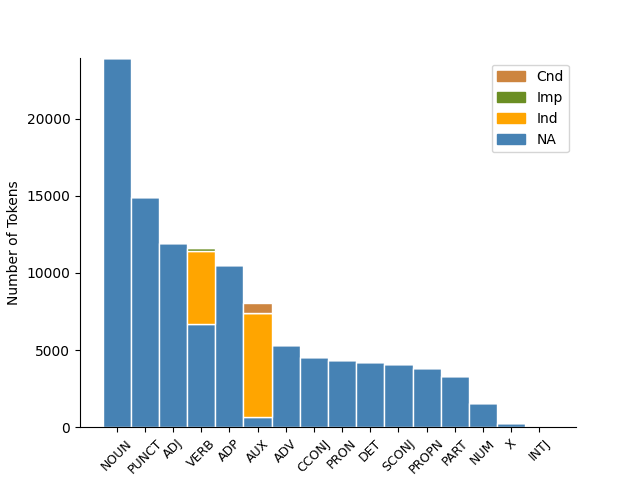 Cnd
Imp
Ind
NA
Number of Tokens
20000
15000
10000
5000
0
NOUN
PUNCT
ADJ
VERB
ADP
AUX
ADV
CCONJ
PRON
DET
SCONJ
PROPN
PART
NUM
X
INTJ